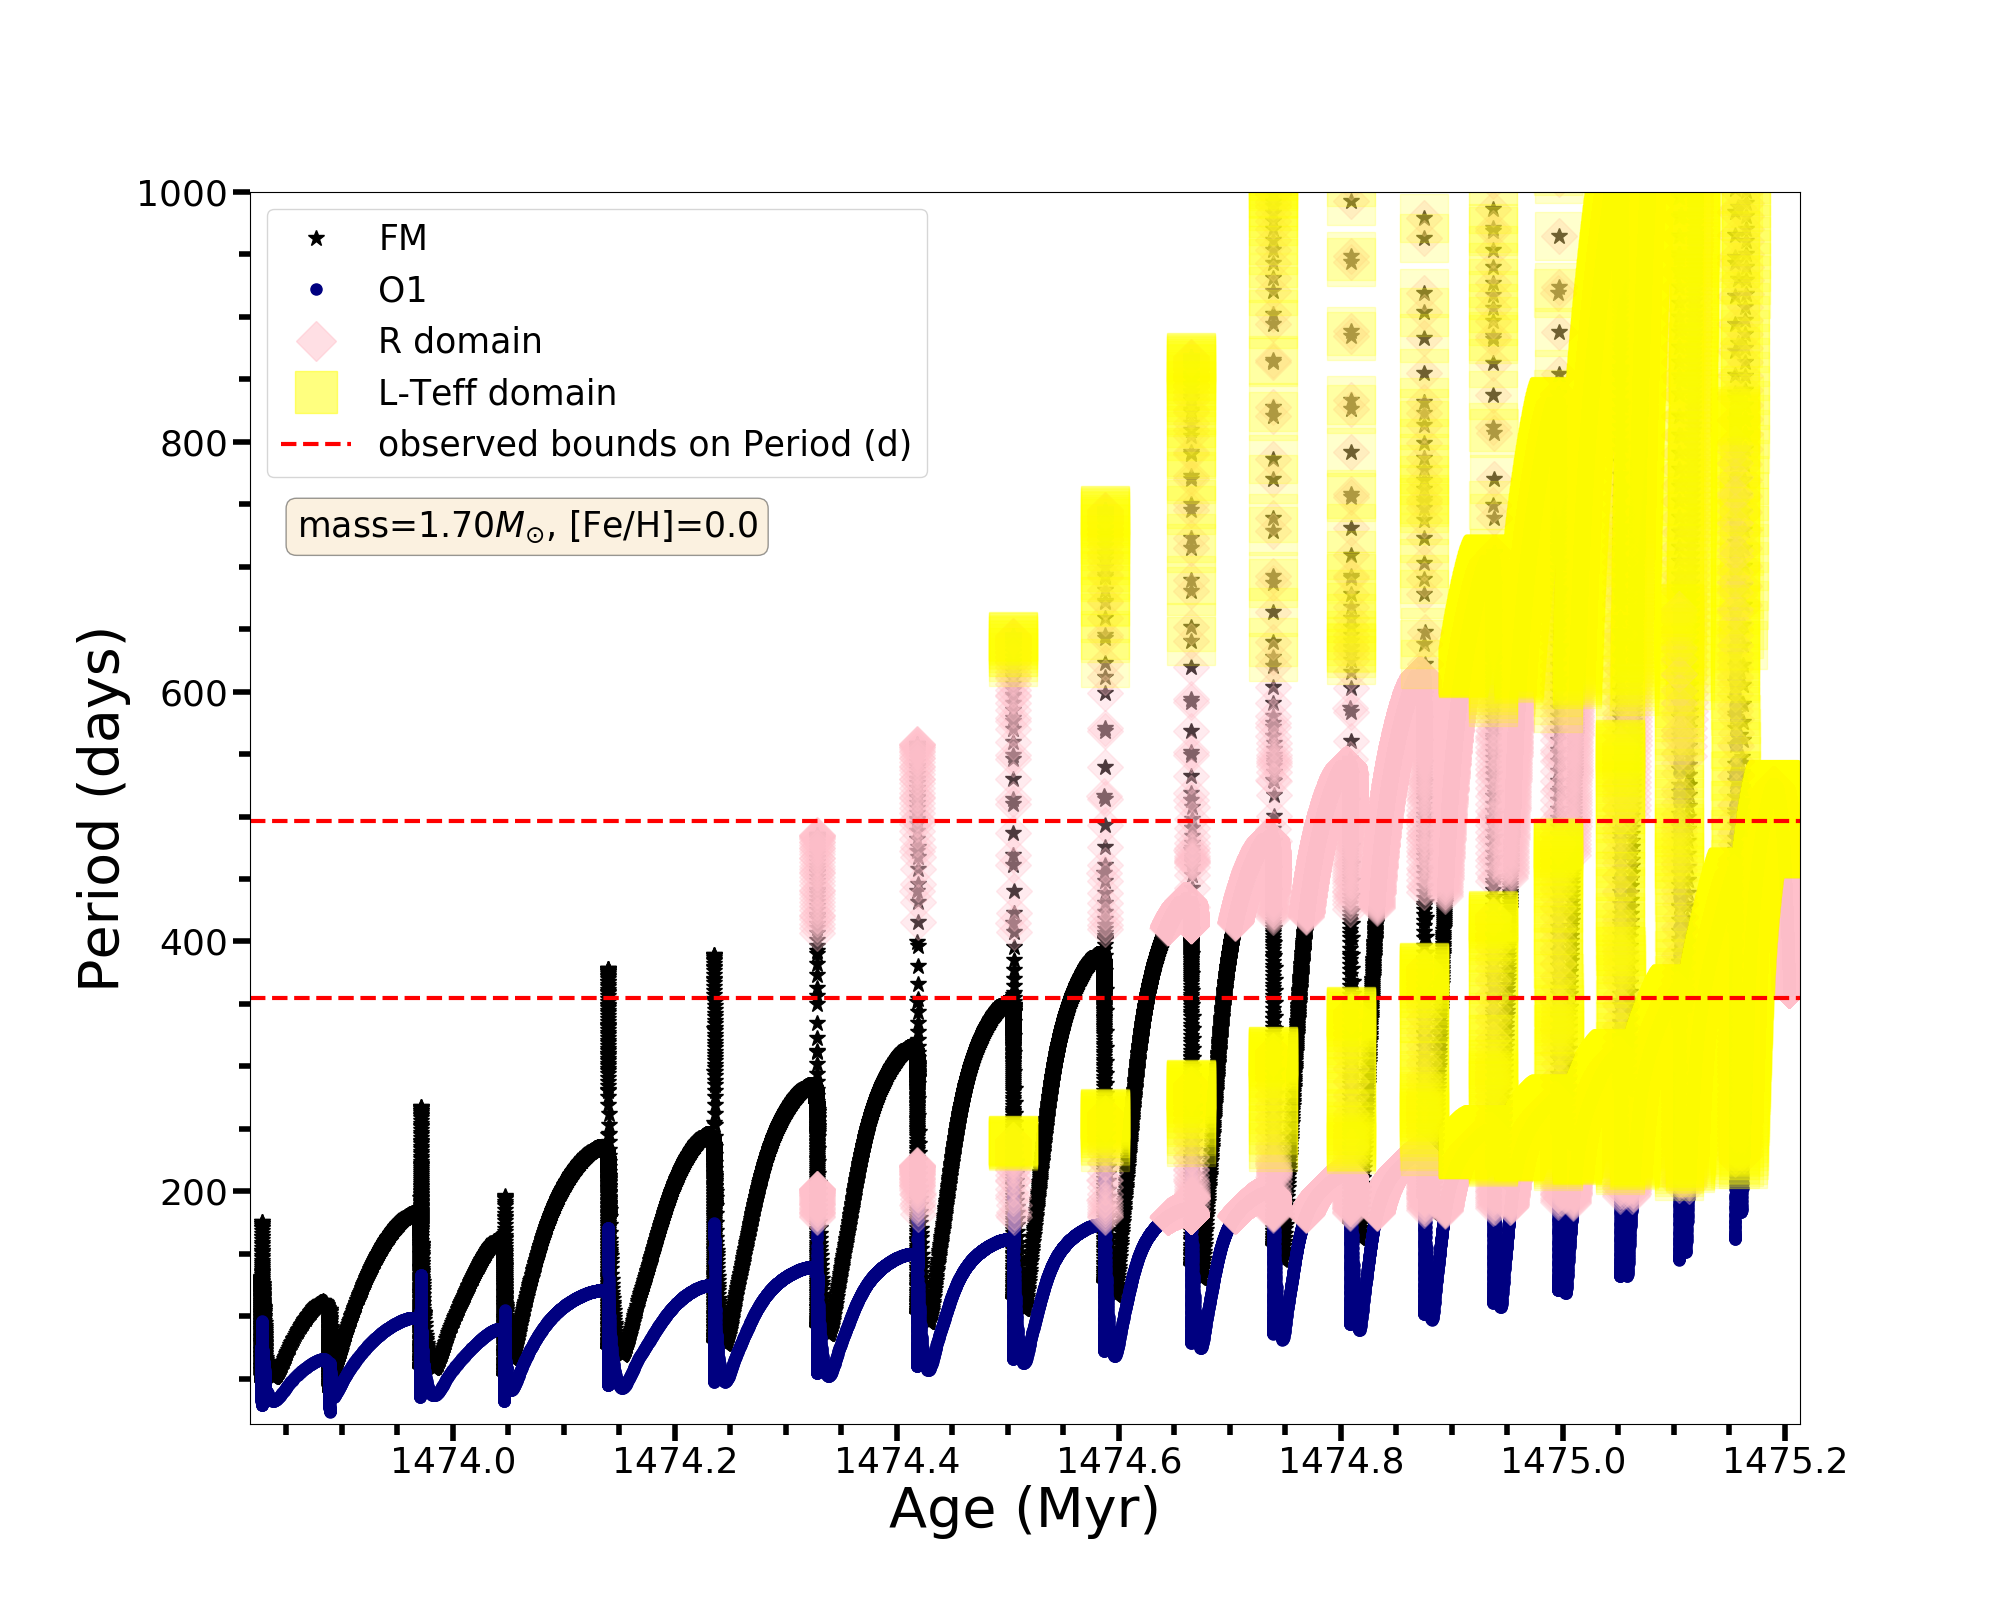 1000
800
600
400
200
Period (days)
FM
O1
R domain
L-Teff domain
observed bounds on Period (d)
mass=1.70M⊙, [Fe/H]=0.0
1474.0 1474.2 1474.4 1474.6 1474.8 1475.0 1475.2
Age (Myr)